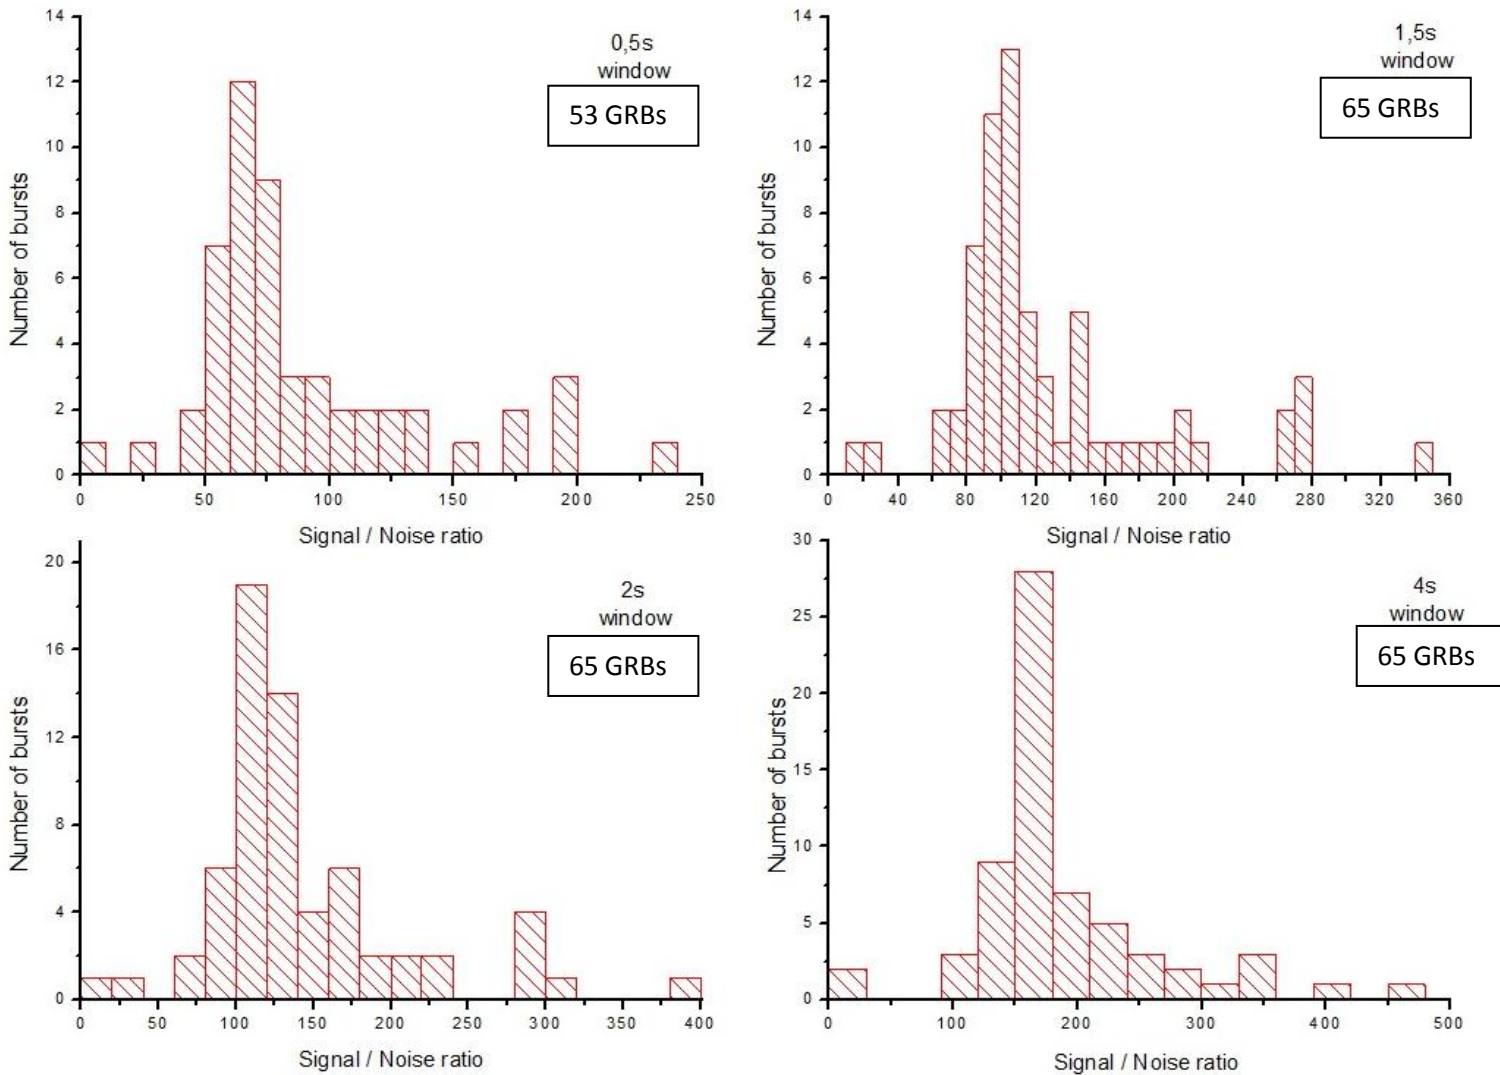 14
12
10
8
6
4
2
0
Number of bursts
0,5s
window
53 GRBs
0 50 100 150 200 250
Signal / Noise ratio
14
12
10
8
6
4
2
0
Number of bursts
1,5s
window
65 GRBs
0 40 80 120 160 200 240 280 320 360
Signal / Noise ratio
20
16
12
8
4
0
Number of bursts
2s
window
65 GRBs
0 50 100 150 200 250 300 350 400
Signal / Noise ratio
30
25
20
15
10
5
0
Number of bursts
4s
window
65 GRBs
0 100 200 300 400 500
Signal / Noise ratio